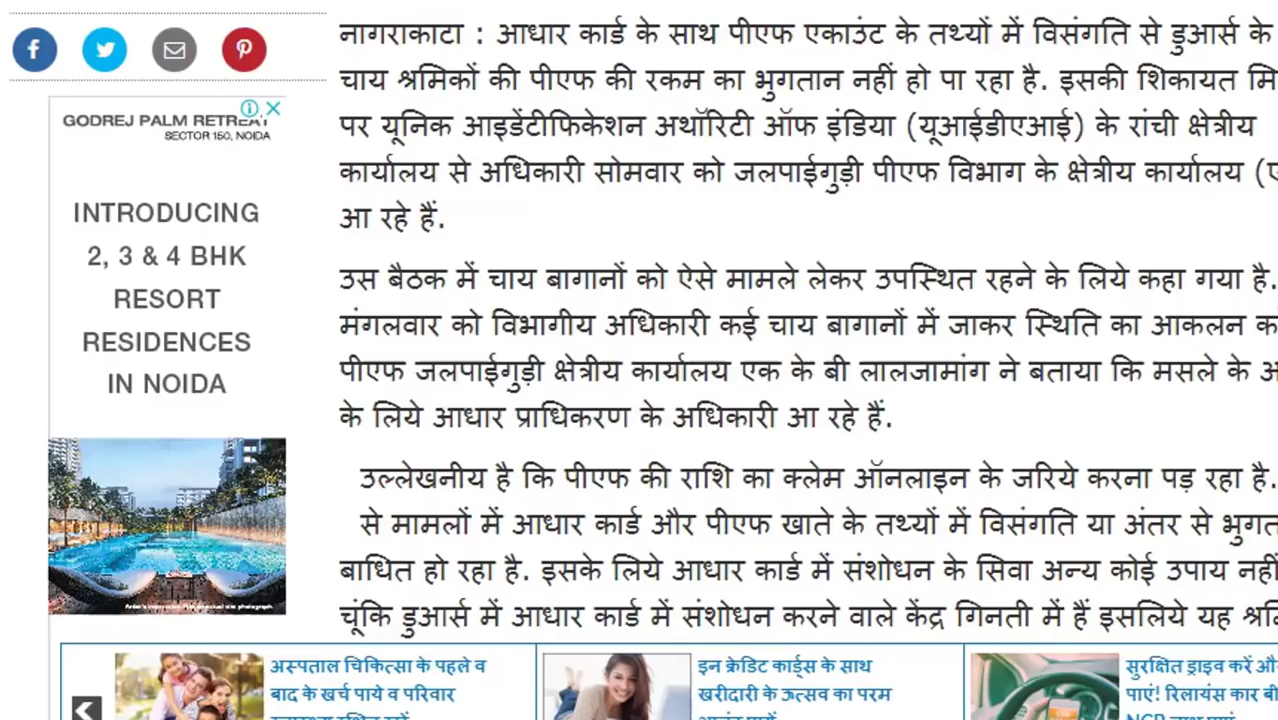 नागराकाटा : आधार कार्ड के साथ पीएफ एकाउंट के तथ्यों में विसंगति से डुआर्स के
चाय श्रमिकों की पीएफ की रकम का भुगतान नहीं हो पा रहा है. इसकी शिकायत
पर यूनिक आइडेंटीफिकेशन अथॉरिटी ऑफ इंडिया (यूआईडीएआई) के रांची क्षेत्रीय
कार्यालय से अधिकारी सोमवार को जलपाईगुड़ी पीएफ विभाग के क्षेत्रीय कार्यालय
आ रहे हैं.
उस बैठक में चाय बागानों को ऐसे मामले लेकर उपस्थित रहने के लिये कहा गया है.
मंगलवार को विभागीय अधिकारी कई चाय बागानों में जाकर स्थिति का आकलन
पीएफ जलपाईगुड़ी क्षेत्रीय कार्यालय एक के बी लालजामांग ने बताया कि मसले के
के लिये आधार प्राधिकरण के अधिकारी आ रहे हैं.
उल्लेखनीय है कि पीएफ की राशि का क्लेम ऑनलाइन के जरिये करना पड़ रहा है.
से मामलों में आधार कार्ड और पीएफ खाते के तथ्यों में विसंगति या अंतर से
बाधित हो रहा है. इसके लिये आधार कार्ड में संशोधन के सिवा अन्य कोई उपाय नहीं
चूंकि डुआर्स में आधार कार्ड में संशोधन करने वाले केंद्र गिनती में हैं इसलिये यह
GODREJ PALM RETREAT
SECTOR 150, NOIDA
INTRODUCING
2, 3 & 4 BHK
RESORT
RESIDENCES
IN NOIDA
अस्पताल चिकित्सा के पहले व
बाद के खर्च पाये व परिवार
इन क्रेडिट कार्ड्स के साथ
खरीदारी के ऊत्सव का परम
सुरक्षित ड्राइव करें
पाएं! रिलायंस कार